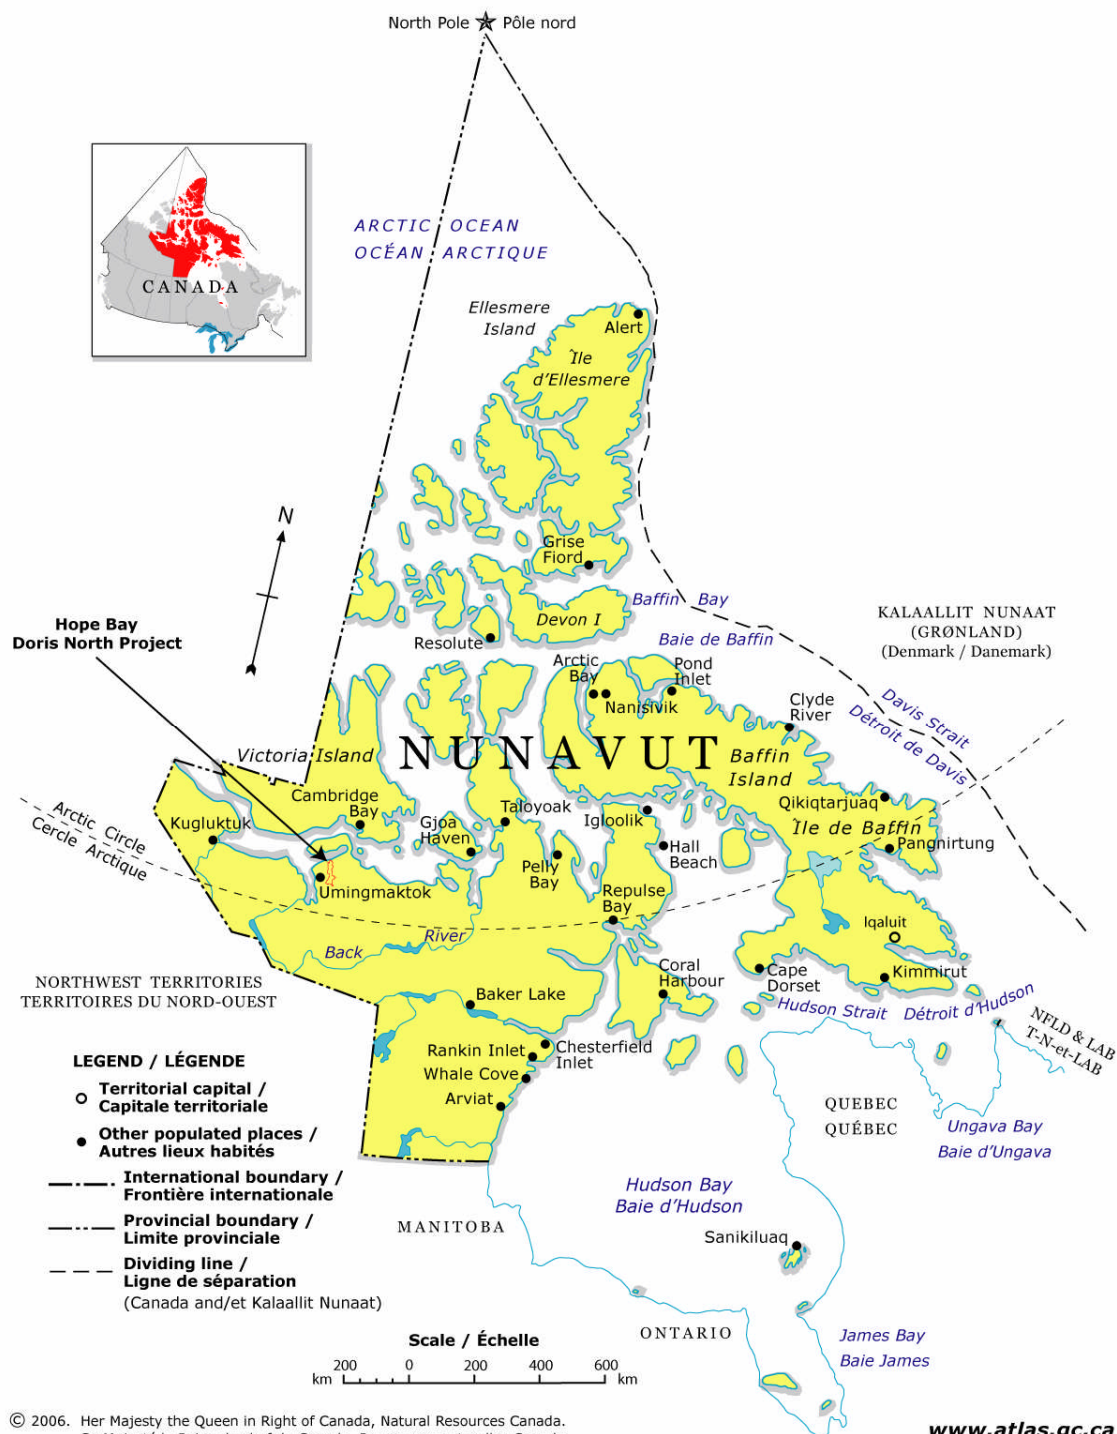 North Pole Pôle nord
CANADA
ARCTIC OCEAN
OCÉAN ARCTIQUE
Ellesmere
Island
Alert
Île
d'Ellesmere
N
Grise
Fiord
Hope Bay
Doris North Project
Devon I
Baffin Bay
Baie de Baffin
KALAALLIT NUNAAT
(GRØNLAND)
(Denmark / Danemark)
Resolute
Arctic
Bay
Nanisivik
Pond
Inlet
Clyde
River
Davis Strait
Détroit de Davis
NUNAVUT
Victoria Island
Baffin
Island
Cambridge
Bay
Kugluktuk
Arctic Circle
Cercle Arctique
Gjoa
Haven
Taloyoak
Igloolik
Qikiqtarjuaq
Île de Baffin
Pangnirtung
Hall
Beach
Pelly
Bay
Umingmaktok
Repulse
Bay
Iqaluit
Back River
NORTHWEST TERRITORIES
TERRITOIRES DU NORD-OUEST
Coral
Harbour
Cape
Dorset
Kimmirut
Hudson Strait Détroit d'Hudson
NFLD & LAB
T-N-et-LAB
Baker Lake
Rankin Inlet
Chesterfield
Inlet
Whale Cove
Arviat
QUEBEC
QUÉBEC
Ungava Bay
Baie d'Ungava
LEGEND / LÉGENDE
Territorial capital /
Capitale territoriale
Other populated places /
Autres lieux habités
International boundary /
Frontière internationale
Provincial boundary /
Limite provinciale
Dividing line /
Ligne de séparation
(Canada and/et Kalaallit Nunaat)
Hudson Bay
Baie d'Hudson
MANITOBA
Sanikiluaq
ONTARIO
James Bay
Baie James
Scale / Échelle
200 0 200 400 600
km km
© 2006. Her Majesty the Queen in Right of Canada, Natural Resources Canada.
www.atlas.gc.ca